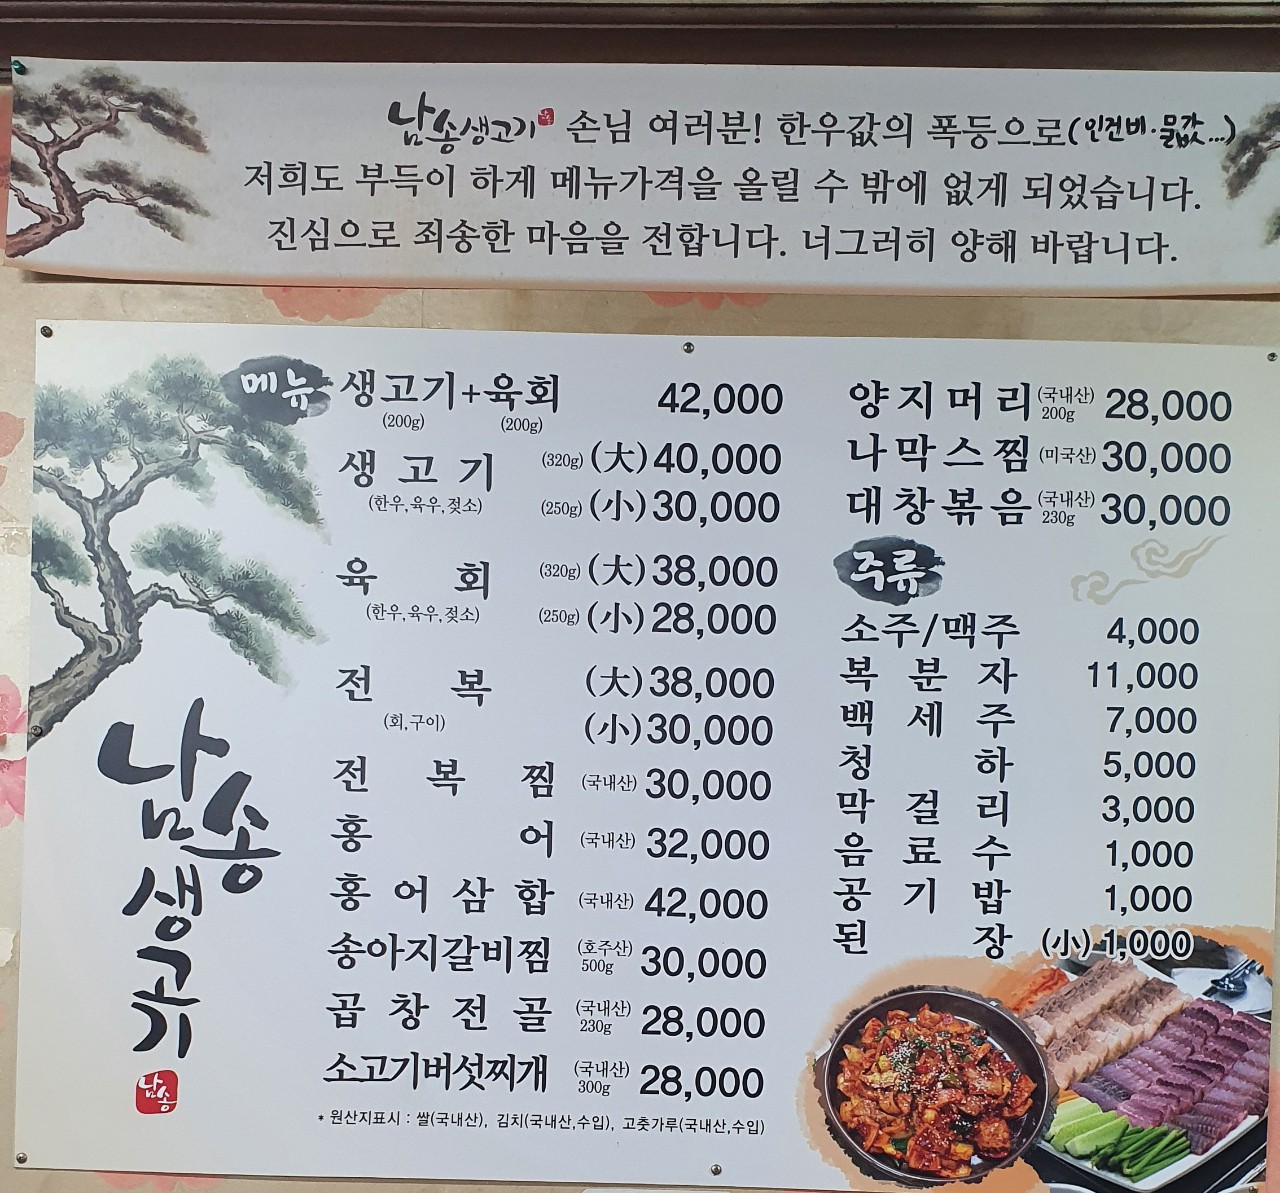 남송생고기 손님 여러분! 한우값의 폭등으로(인건비·물값...)
저희도 부득이 하게 메뉴가격을 올릴 수 밖에 없게 되었습니다.
진심으로 죄송한 마음을 전합니다. 너그러히 양해 바랍니다.
메뉴
생고기+육회 42,000
(200g) (200g)
생고기 (320g) (大) 40,000
(한우,육우,젖소) (250g) (小) 30,000
육회 (320g) (大) 38,000
(한우,육우,젖소) (250g) (小) 28,000
전복 (大) 38,000
(회,구이) (小) 30,000
전복찜 (국내산) 30,000
홍어 (국내산) 32,000
홍어삼합 (국내산) 42,000
송아지갈비찜 (호주산) 500g 30,000
곱창전골 (국내산) 230g 28,000
소고기버섯찌개 (국내산) 300g 28,000
* 원산지표시 : 쌀(국내산), 김치(국내산,수입), 고춧가루(국내산,수입)
양지머리 (국내산) 200g 28,000
나막스찜 (미국산) 30,000
대창볶음 (국내산) 230g 30,000
주류
소주/맥주 4,000
복분자 11,000
백세주 7,000
청하 5,000
막걸리 3,000
음료수 1,000
공기밥 1,000
된장 (小) 1,000
남송생고기
남송